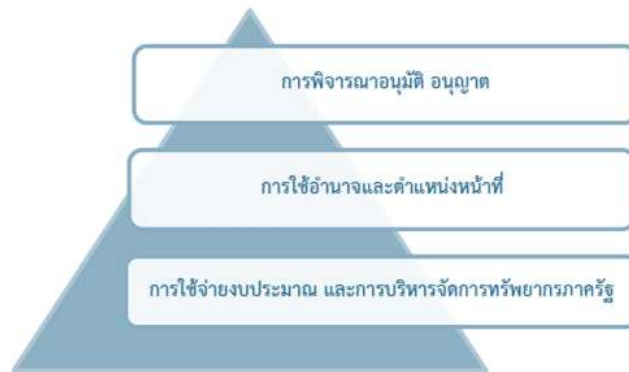 การพิจารณาอนุมัติ อนุญาต
การใช้อำนาจและตำแหน่งหน้าที่
การใช้จ่ายงบประมาณ และการบริหารจัดการทรัพยากรภาครัฐ